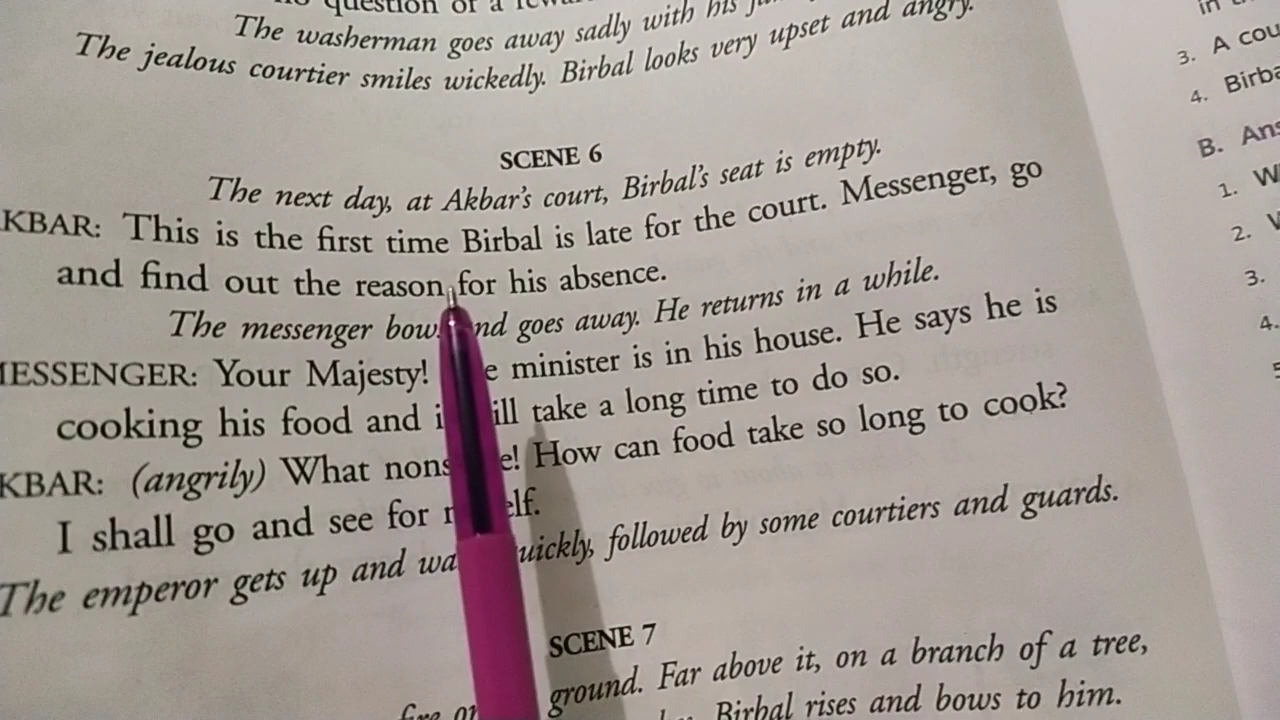 question of a
The washerman goes away sadly with his
The jealous courtier smiles wickedly. Birbal looks very upset and angry.
SCENE 6
The next day, at Akbar's court, Birbal's seat is empty.
KBAR: This is the first time Birbal is late for the court. Messenger, go
and find out the reason for his absence.
The messenger bow nd goes away. He returns in a while.
MESSENGER: Your Majesty! e minister is in his house. He says he is
cooking his food and i ill take a long time to do so.
KBAR: (angrily) What nons e! How can food take so long to cook?
I shall go and see for elf.
The emperor gets up and wa uickly, followed by some courtiers and guards.
SCENE 7
ground. Far above it, on a branch of a tree,
Birbal rises and bows to him.
in
3. A cou
4. Birba
B. Ans
1. W
2.
3.
4.